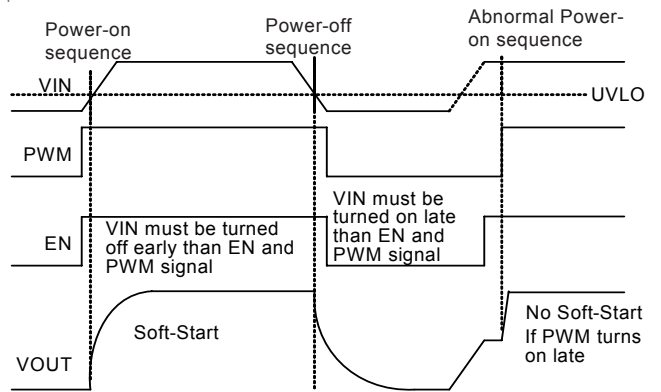 Power-on
sequence
Power-off
sequence
Abnormal Power-
on sequence
VIN
UVLO
PWM
EN
VIN must be turned
off early than EN and
PWM signal
VIN must be
turned on late
than EN and
PWM signal
VOUT
Soft-Start
No Soft-Start
If PWM turns
on late